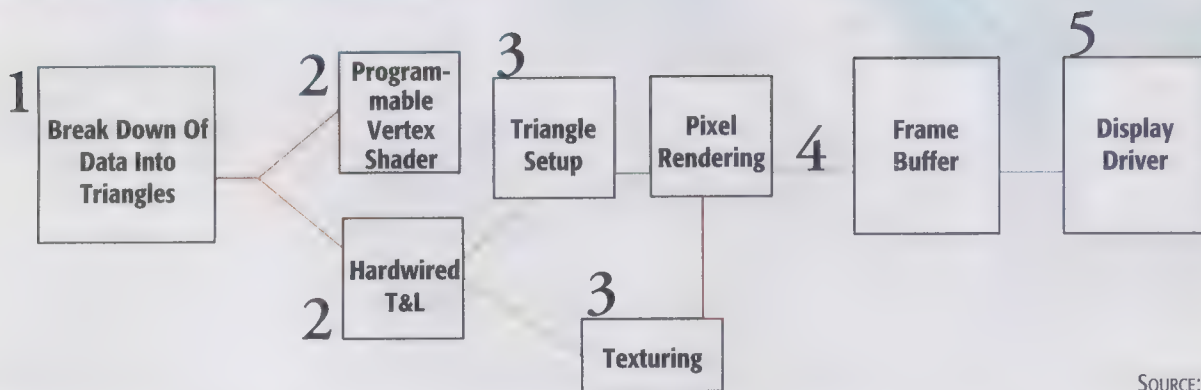 1
Break Down Of
Data Into
Triangles
2
Program-
mable
Vertex
Shader
2
Hardwired
T&L
3
Triangle
Setup
3
Texturing
Pixel
Rendering
4
Frame
Buffer
5
Display
Driver
SOURCE: